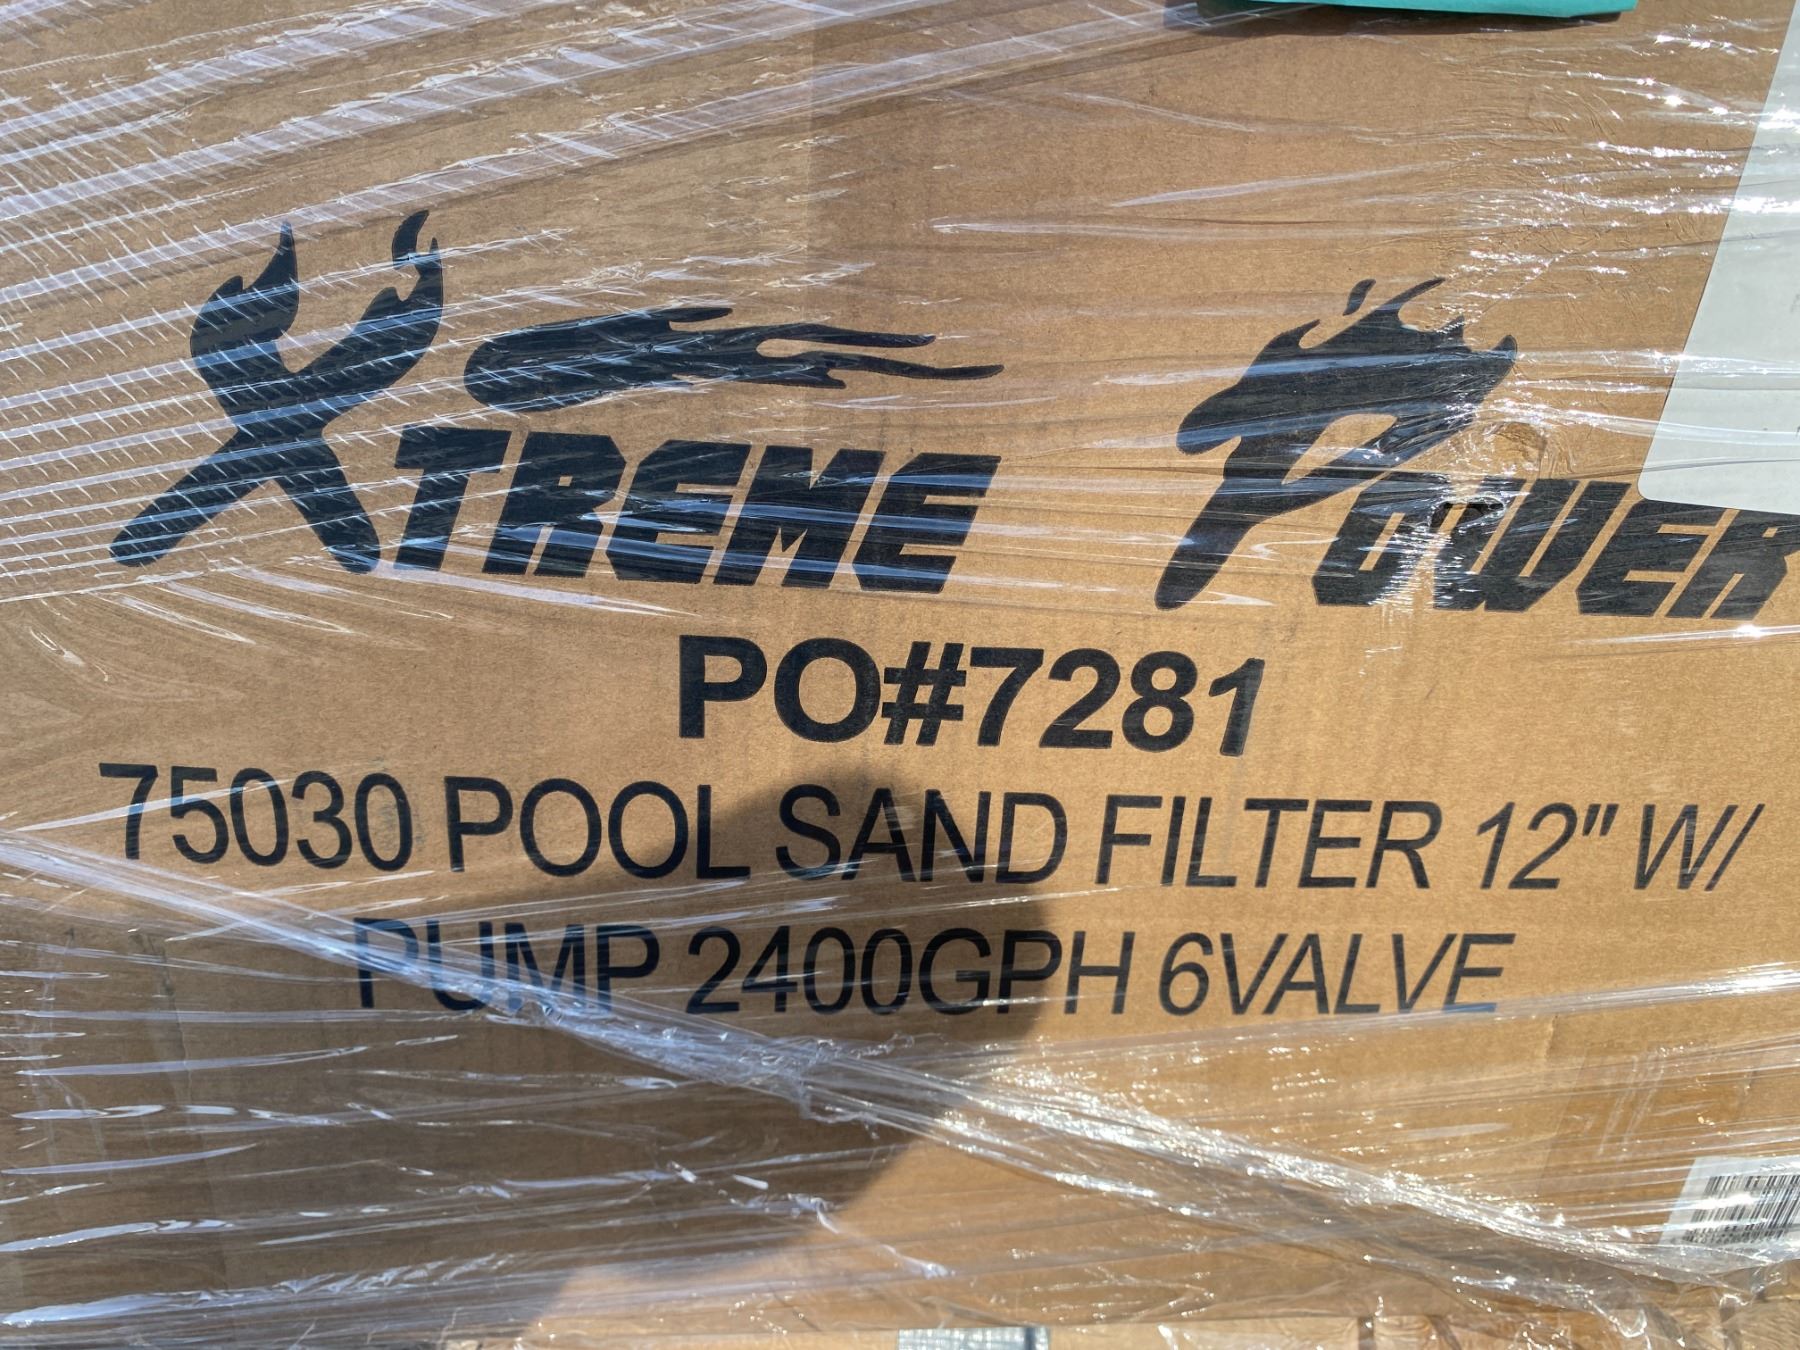 XTREME POWER
PO#7281
75030 POOL SAND FILTER 12" W/
PUMP 2400GPH 6VALVE